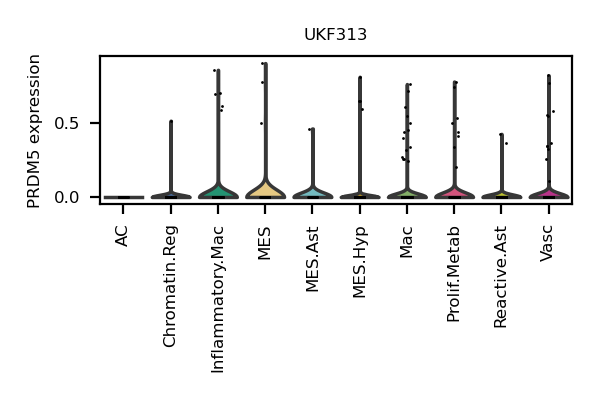 UKF313
PRDM5 expression
0.5
0.0
AC
Chromatin.Reg
Inflammatory.Mac
MES
MES.Ast
MES.Hyp
Mac
Prolif.Metab
Reactive.Ast
Vasc